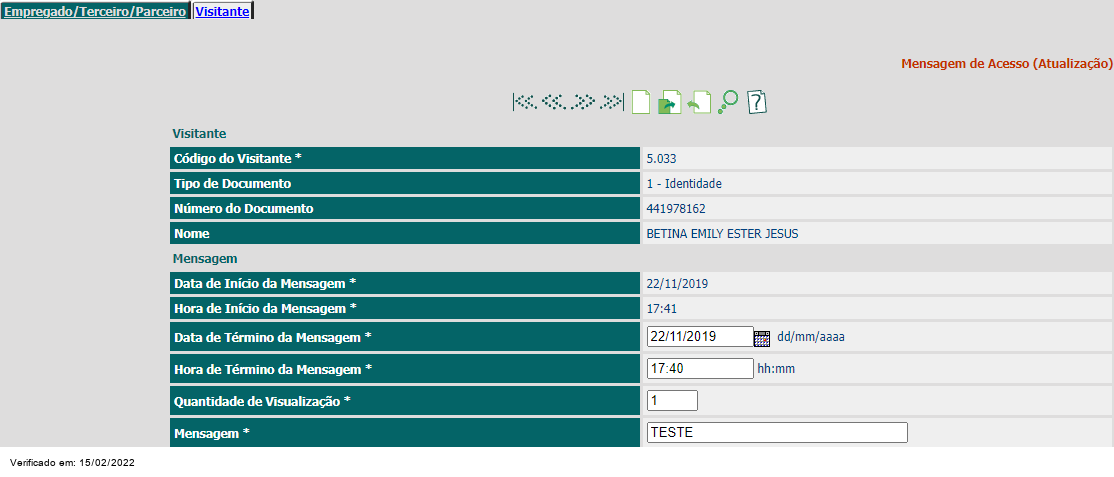 Empregado/Terceiro/Parceiro Visitante
Mensagem de Acesso (Atualização)
Visitante
Código do Visitante * 5.033
Tipo de Documento 1 - Identidade
Número do Documento 441978162
Nome BETINA EMILY ESTER JESUS
Mensagem
Data de Início da Mensagem * 22/11/2019
Hora de Início da Mensagem * 17:41
Data de Término da Mensagem * 22/11/2019 dd/mm/aaaa
Hora de Término da Mensagem * 17:40 hh:mm
Quantidade de Visualização * 1
Mensagem * TESTE
Verificado em: 15/02/2022